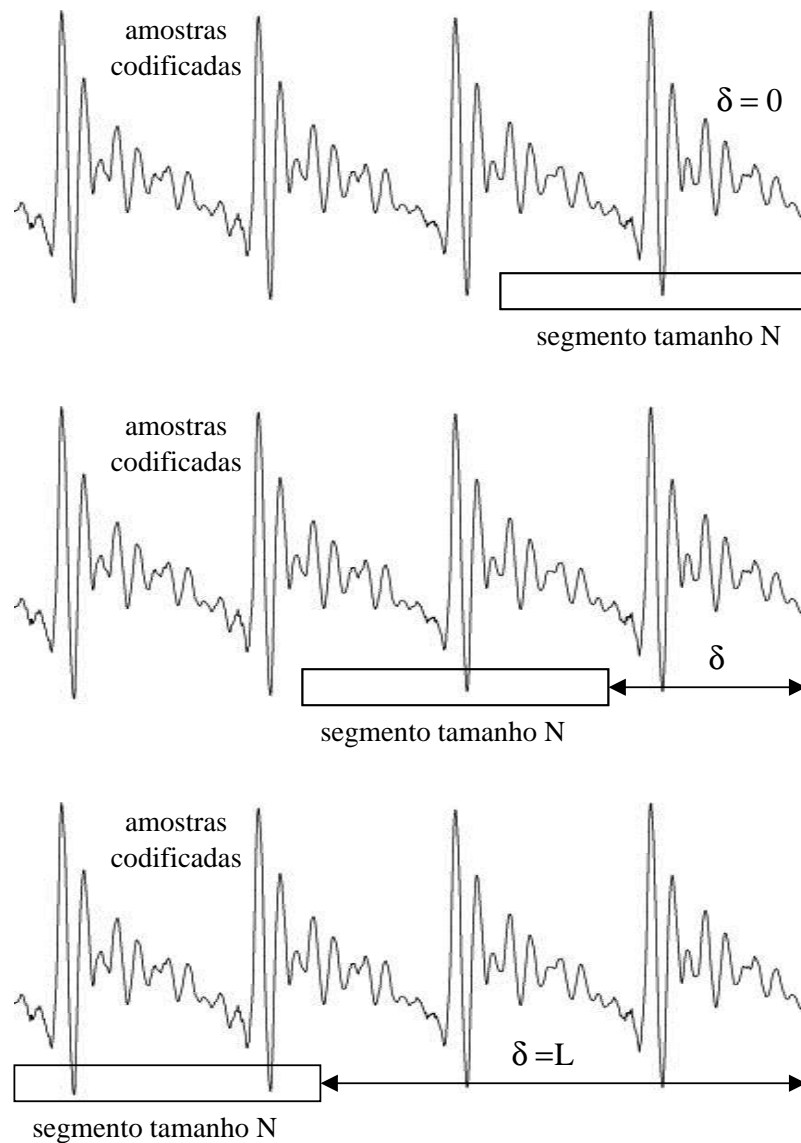 amostras
codificadas
δ = 0
segmento tamanho N
amostras
codificadas
δ
segmento tamanho N
amostras
codificadas
δ =L
segmento tamanho N